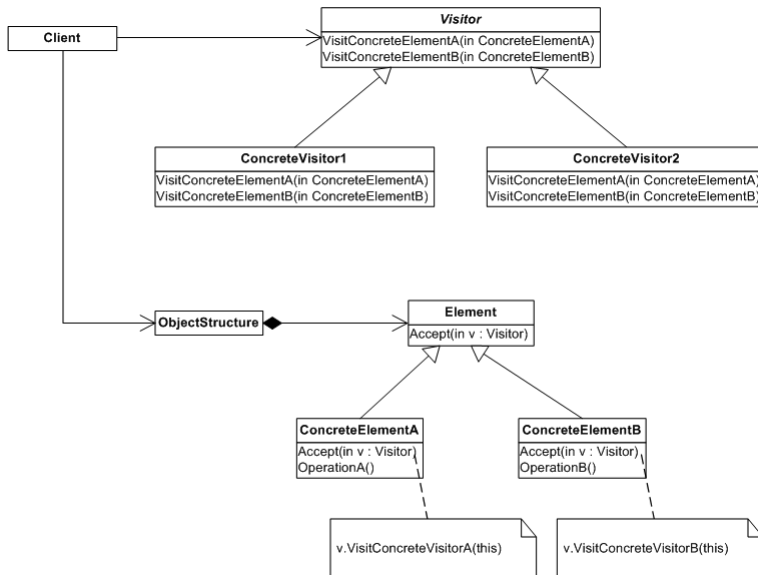 Visitor
Client
VisitConcreteElementA(in ConcreteElementA)
VisitConcreteElementB(in ConcreteElementB)
ConcreteVisitor1
VisitConcreteElementA(in ConcreteElementA)
VisitConcreteElementB(in ConcreteElementB)
ConcreteVisitor2
VisitConcreteElementA(in ConcreteElementA)
VisitConcreteElementB(in ConcreteElementB)
ObjectStructure
Element
Accept(in v : Visitor)
ConcreteElementA
Accept(in v : Visitor)
OperationA()
ConcreteElementB
Accept(in v : Visitor)
OperationB()
v.VisitConcreteVisitorA(this)
v.VisitConcreteVisitorB(this)